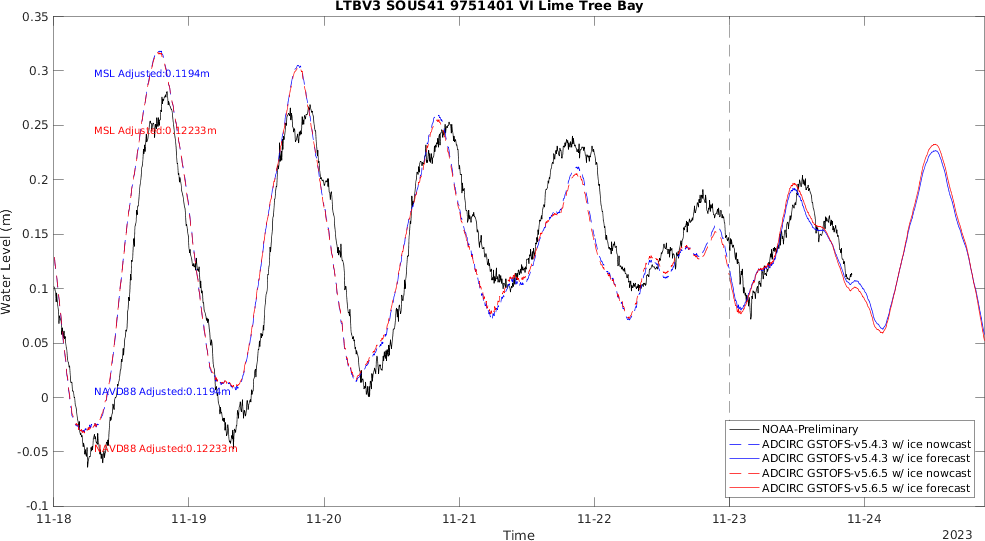 LTBV3 SOUS41 9751401 VI Lime Tree Bay
0.35
0.3
0.25
0.2
0.15
0.1
0.05
0
-0.05
-0.1
Water Level (m)
MSL Adjusted:0.1194m
MSL Adjusted:0.12233m
NAVD88 Adjusted:0.1194m
NAVD88 Adjusted:0.12233m
NOAA-Preliminary
ADCIRC GSTOFS-v5.4.3 w/ ice nowcast
ADCIRC GSTOFS-v5.4.3 w/ ice forecast
ADCIRC GSTOFS-v5.6.5 w/ ice nowcast
ADCIRC GSTOFS-v5.6.5 w/ ice forecast
11-18 11-19 11-20 11-21 11-22 11-23 11-24
Time
2023